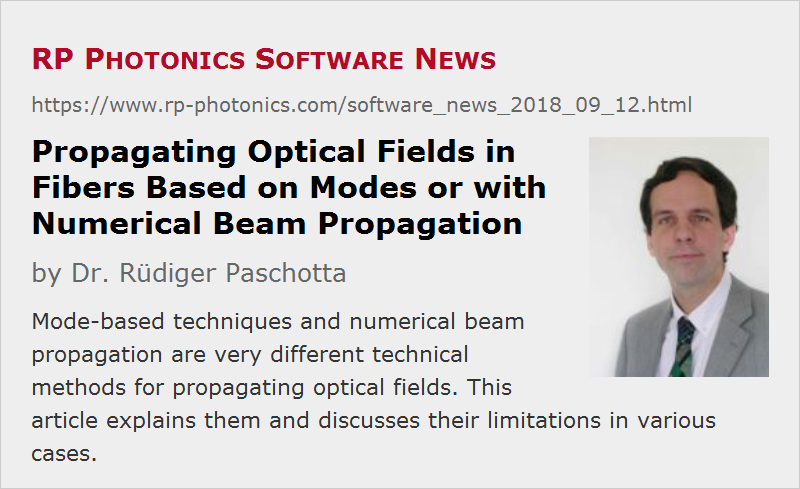 RP Photonics Software News
https://www.rp-photonics.com/software_news_2018_09_12.html
Propagating Optical Fields in
Fibers Based on Modes or with
Numerical Beam Propagation
by Dr. Rüdiger Paschotta
Mode-based techniques and numerical beam
propagation are very different technical
methods for propagating optical fields. This
article explains them and discusses their limitations in various
cases.